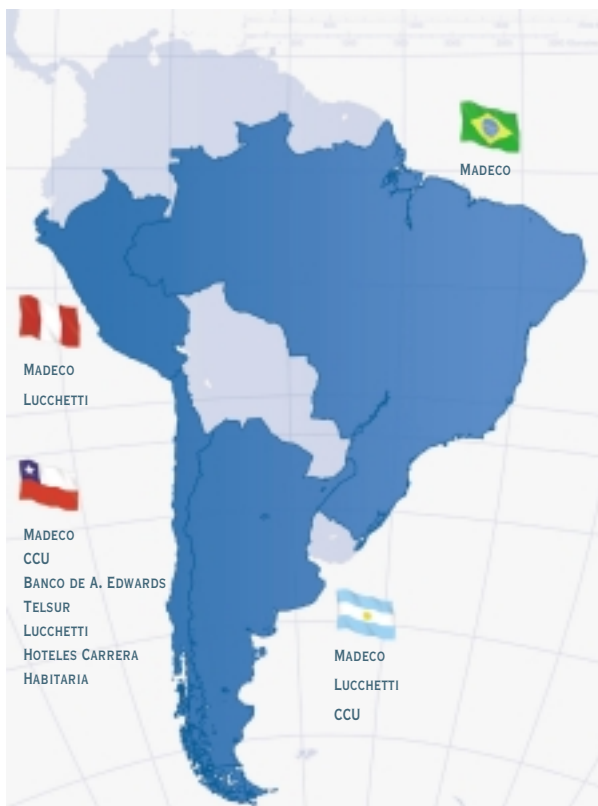 MADECO
MADECO
LUCCHETTI
MADECO
CCU
BANCO DE A. EDWARDS
TELSUR
LUCCHETTI
HOTELES CARRERA
HABITARIA
MADECO
LUCCHETTI
CCU